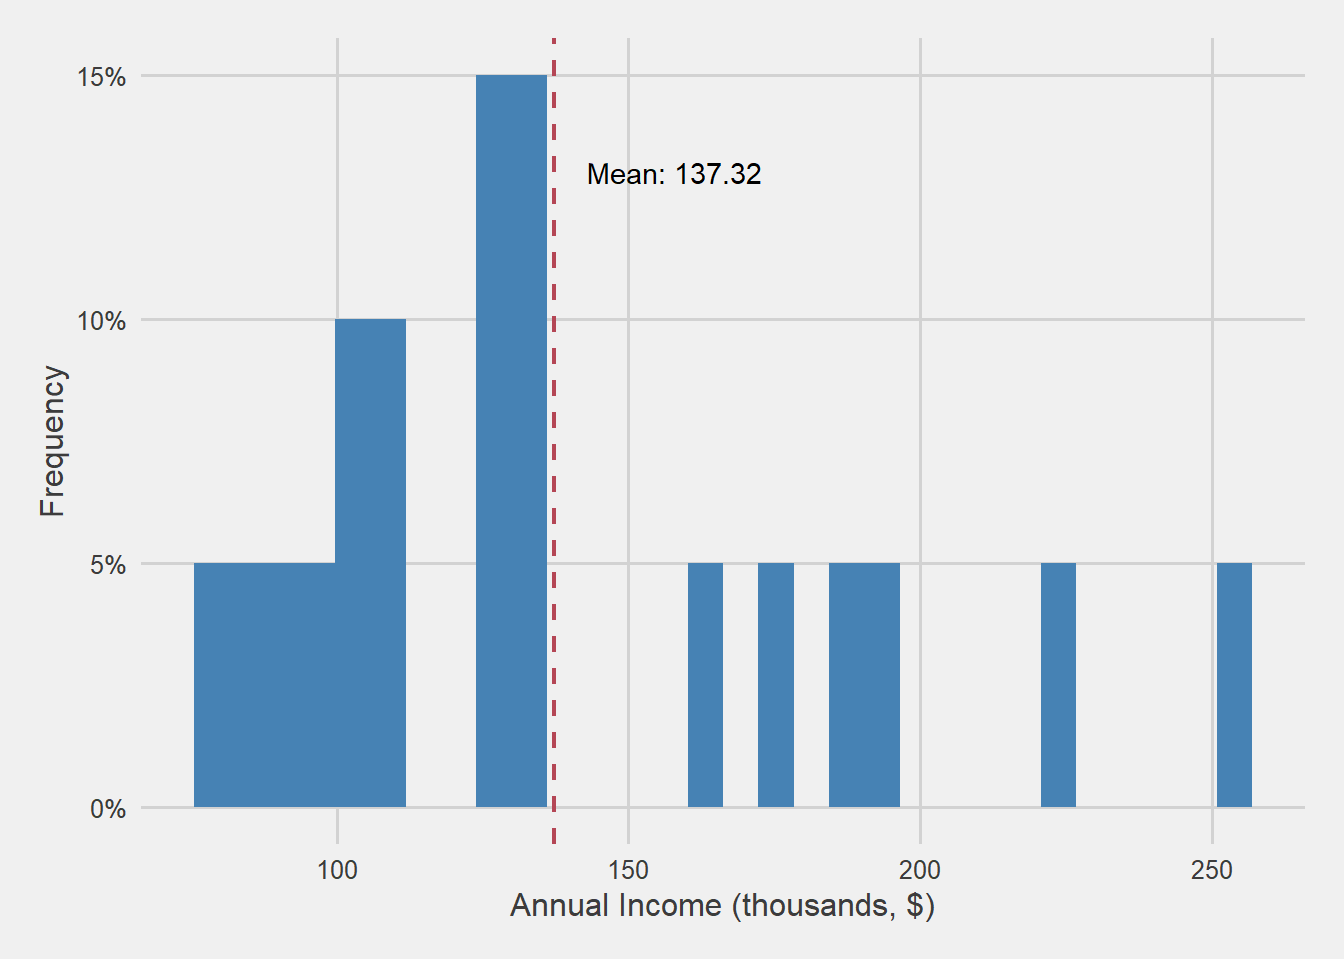 15%
Mean: 137.32
10%
Frequency
5%
0%
100 150 200 250
Annual Income (thousands, $)